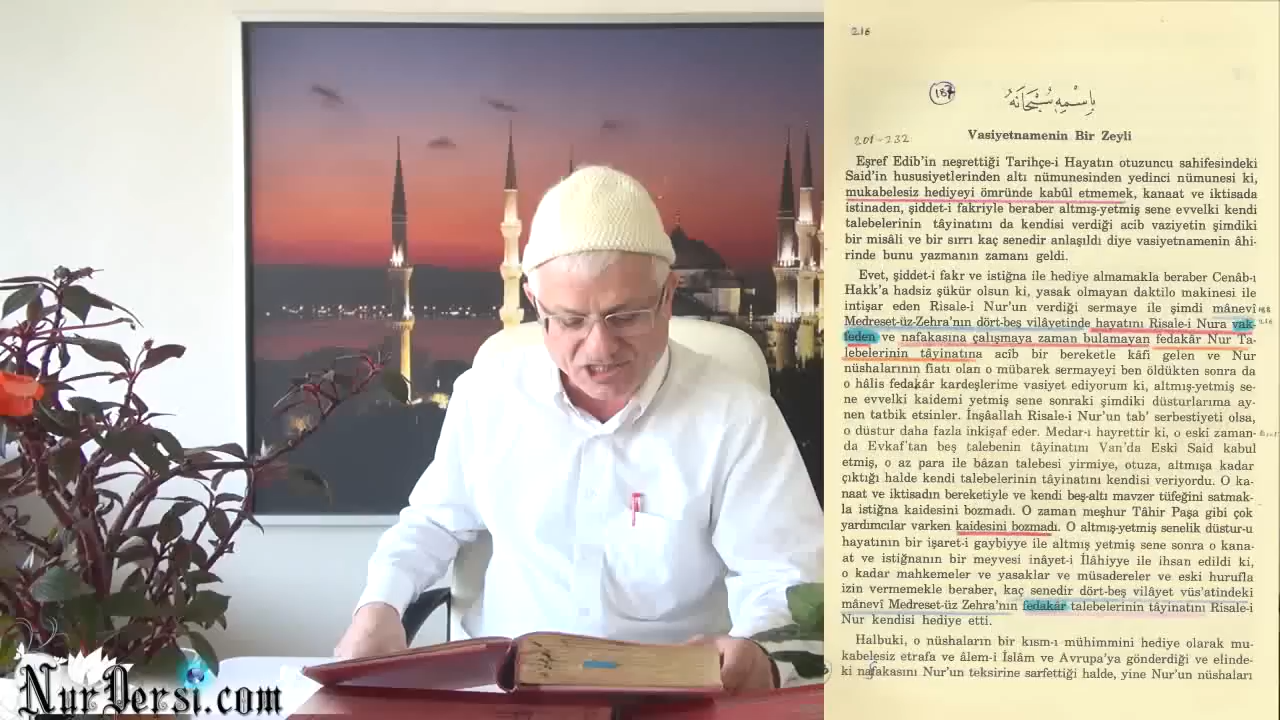 216
187
بِاسْمِهِ سُبْحَانَهُ
201-232
Vasiyetnamenin Bir Zeyli
Eşref Edib'in neşrettiği Tarihçe-i Hayatın otuzuncu sahifesindeki
Said'in hususiyetlerinden altı nümunesinden yedinci nümunesi ki,
mukabelesiz hediyeyi ömründe kabûl etmemek, kanaat ve iktisada
istinaden, şiddet-i fakriyle beraber altmış-yetmiş sene evvelki kendi
talebelerinin tâyinatını da kendisi verdiği acib vaziyetin şimdiki
bir misâli ve bir sırrı kaç senedir anlaşıldı diye vasiyetnamenin âhi-
rinde bunu yazmanın zamanı geldi.
Evet, şiddet-i fakr ve istiğna ile hediye almamakla beraber Cenâb-ı
Hakk'a hadsiz şükür olsun ki, yasak olmayan daktilo makinesi ile
intişar eden Risale-i Nur'un verdiği sermaye ile şimdi mânevî
Medreset-üz-Zehra'nın dört-beş vilâyetinde hayatını Risale-i Nura vak-
feden ve nafakasına çalışmaya zaman bulamayan fedakâr Nur Ta-
lebelerinin tâyinatına acîb bir bereketle kâfi gelen ve Nur
nüshalarının fiatı olan o mübarek sermayeyi ben öldükten sonra da
o hâlis fedakâr kardeşlerime vasiyet ediyorum ki, altmış-yetmiş se-
ne evvelki kaidemi yetmiş sene sonraki şimdiki düsturlarıma ay-
nen tatbik etsinler. İnşâallah Risale-i Nur'un tab' serbestiyeti olsa,
o düstur daha fazla inkişaf eder. Medar-ı hayrettir ki, o eski zaman-
da Evkaf'tan beş talebenin tâyinatını Van'da Eski Said kabul
etmiş, o az para ile bâzan talebesi yirmiye, otuza, altmışa kadar
çıktığı halde kendi talebelerinin tâyinatını kendisi veriyordu. O ka-
naat ve iktisadın bereketiyle ve kendi beş-altı mavzer tüfeğini satmak-
la istiğna kaidesini bozmadı. O zaman meşhur Tâhir Paşa gibi çok
yardımcılar varken kaidesini bozmadı. O altmış-yetmiş senelik düstur-u
hayatının bir işaret-i gaybiyye ile altmış yetmiş sene sonra o kana-
at ve istiğnanın bir meyvesi inâyet-i İlâhiyye ile ihsan edildi ki,
o kadar mahkemeler ve yasaklar ve müsadereler ve eski hurufla
izin vermemekle beraber, kaç senedir dört-beş vilâyet vüs'atindeki
mânevî Medreset-üz Zehra'nın fedakâr talebelerinin tâyinatını Risale-i
Nur kendisi hediye etti.
Halbuki, o nüshaların bir kısm-ı mühimmini hediye olarak mu-
kabelesiz etrafa ve âlem-i İslâm ve Avrupa'ya gönderdiği ve elinde-
ki nafakasını Nur'un teksirine sarfettiği halde, yine Nur'un nüshaları
NurDersi.com